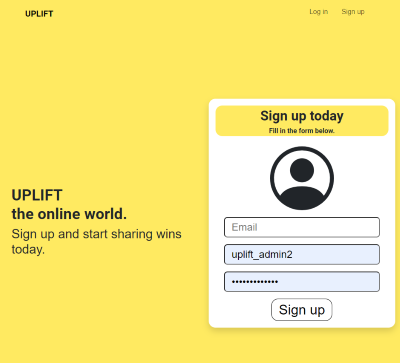 UPLIFT
Log in
Sign up
Sign up today
Fill in the form below.
UPLIFT
the online world.
Sign up and start sharing wins
today.
Email
uplift_admin2
•••••••••••••
Sign up